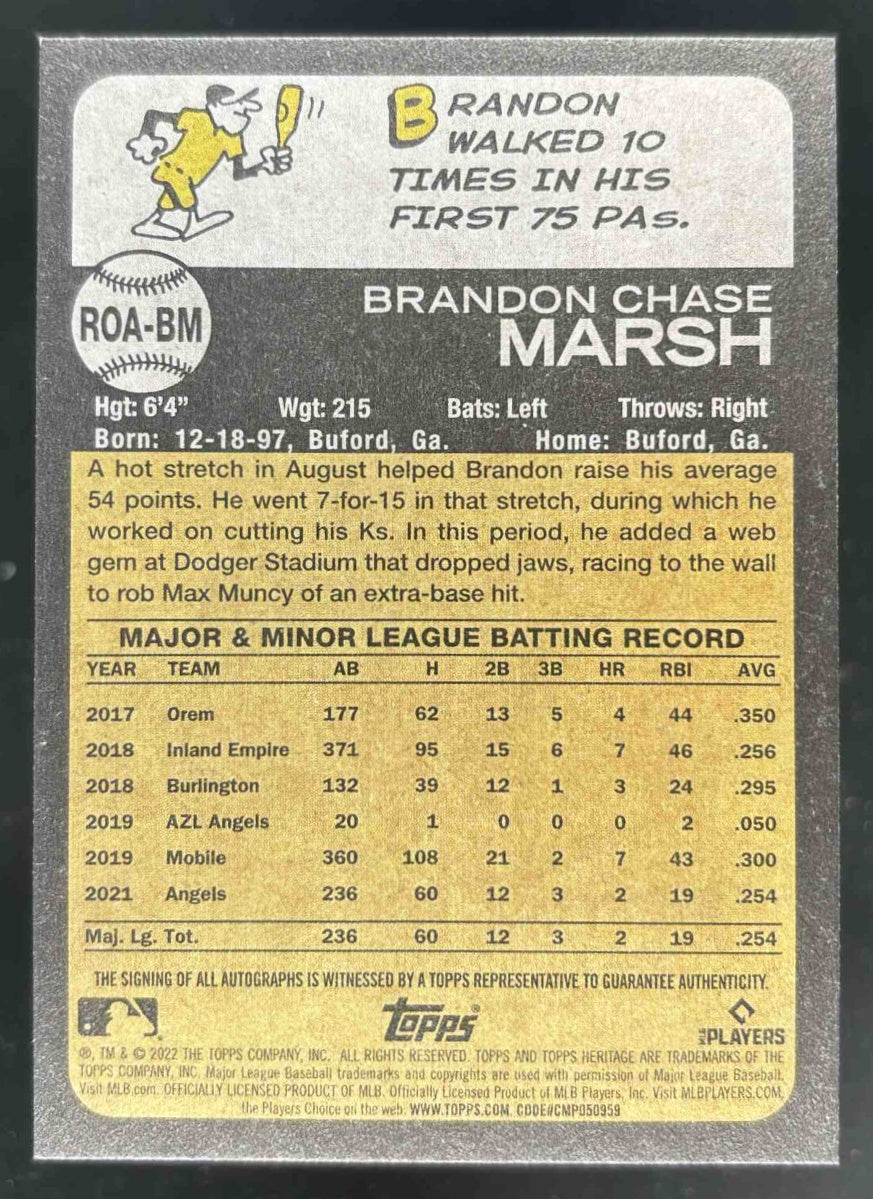 BRANDON
WALKED 10
TIMES IN HIS
FIRST 75 PAs.
ROA-BM
BRANDON CHASE
MARSH
Hgt: 6'4" Wgt: 215 Bats: Left Throws: Right
Born: 12-18-97, Buford, Ga. Home: Buford, Ga.
A hot stretch in August helped Brandon raise his average
54 points. He went 7-for-15 in that stretch, during which he
worked on cutting his Ks. In this period, he added a web
gem at Dodger Stadium that dropped jaws, racing to the wall
to rob Max Muncy of an extra-base hit.
MAJOR & MINOR LEAGUE BATTING RECORD
YEAR TEAM AB H 2B 3B HR RBI AVG
2017 Orem 177 62 13 5 4 44 .350
2018 Inland Empire 371 95 15 6 7 46 .256
2018 Burlington 132 39 12 1 3 24 .295
2019 AZL Angels 20 1 0 0 0 2 .050
2019 Mobile 360 108 21 2 7 43 .300
2021 Angels 236 60 12 3 2 19 .254
Maj. Lg. Tot. 236 60 12 3 2 19 .254
THE SIGNING OF ALL AUTOGRAPHS IS WITNESSED BY A TOPPS REPRESENTATIVE TO GUARANTEE AUTHENTICITY.
topps®
MLB PLAYERS
®, TM & © 2022 THE TOPPS COMPANY, INC. ALL RIGHTS RESERVED. TOPPS AND TOPPS HERITAGE ARE TRADEMARKS OF THE
TOPPS COMPANY, INC. Major League Baseball trademarks and copyrights are used with permission of Major League Baseball.
Visit MLB.com. OFFICIALLY LICENSED PRODUCT OF MLB. Officially Licensed Product of MLB Players, Inc. Visit MLBPLAYERS.COM,
the Players Choice on the web. WWW.TOPPS.COM. CODE#CMP050959